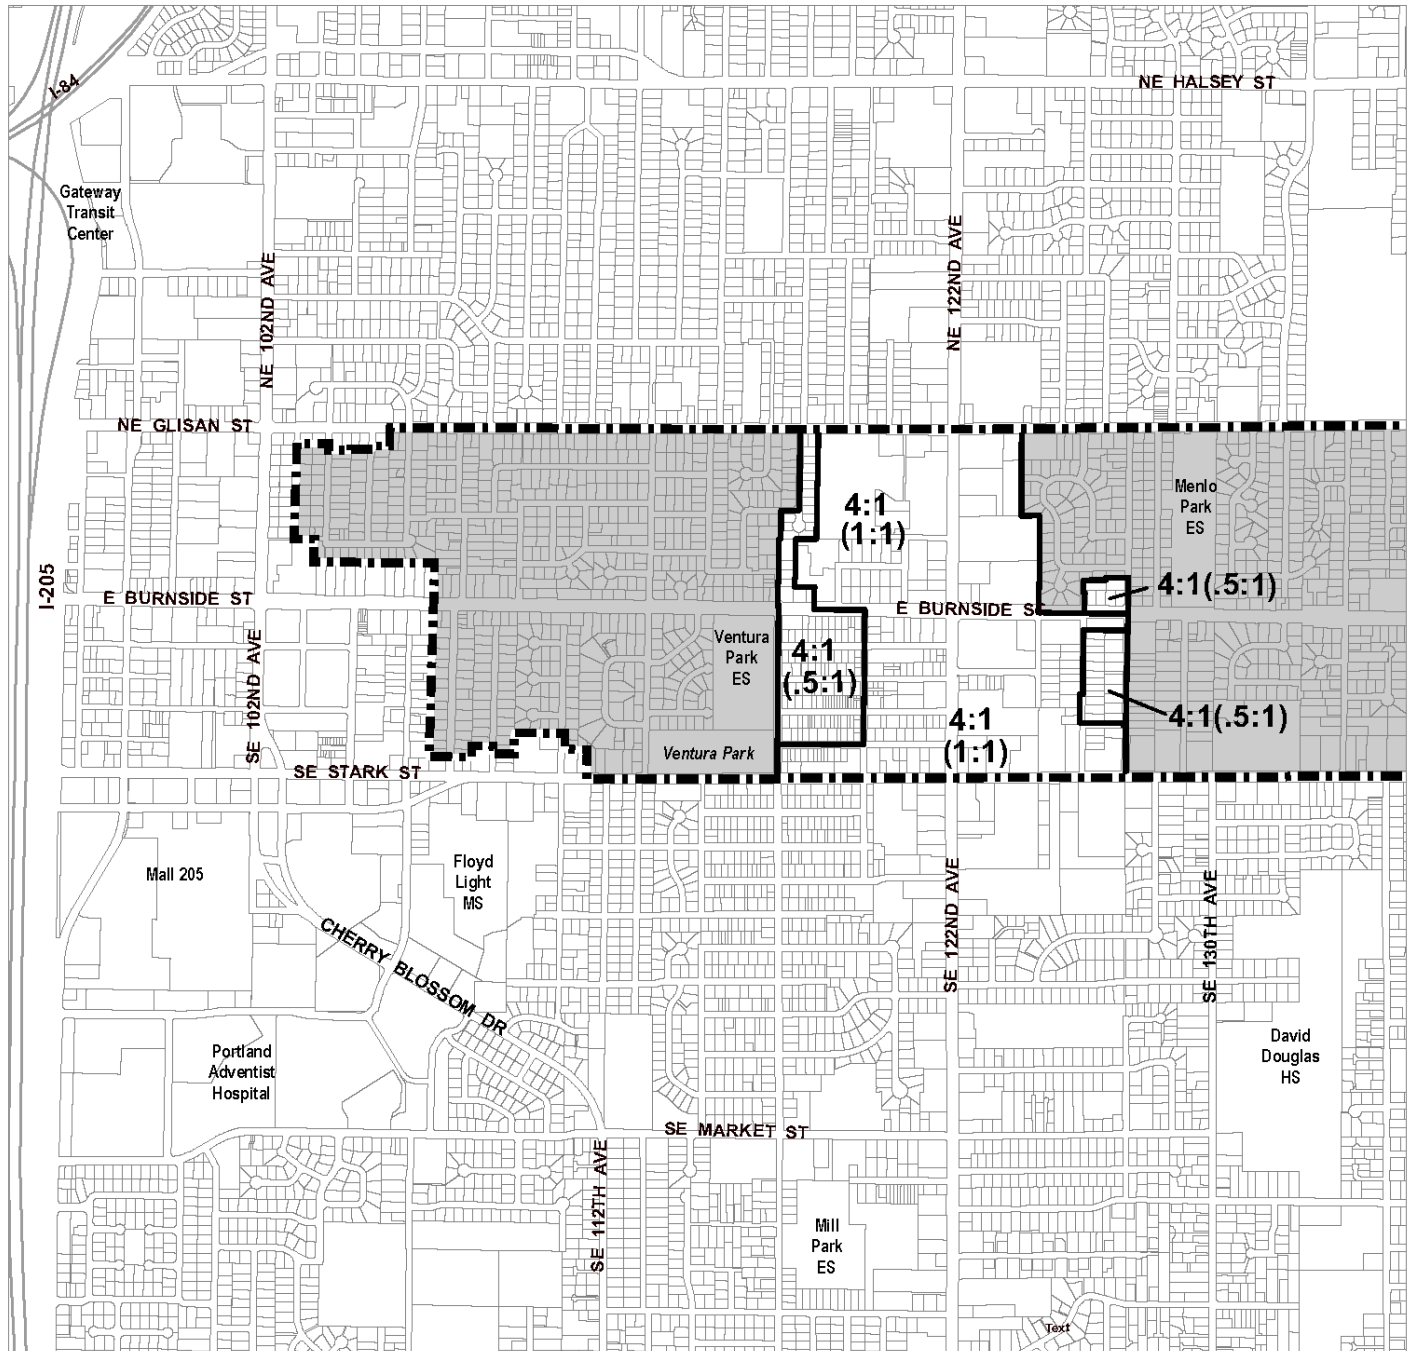 NE HALSEY ST
I-84
Gateway
Transit
Center
NE 122ND AVE
NE 102ND AVE
NE GLISAN ST
Menlo
Park
ES
4:1
(1:1)
I-205
E BURNSIDE ST
E BURNSIDE ST
4:1(.5:1)
SE 102ND AVE
Ventura
Park
ES
4:1
(.5:1)
4:1(.5:1)
4:1
(1:1)
Ventura Park
SE STARK ST
Mall 205
Floyd
Light
MS
SE 122ND AVE
SE 130TH AVE
CHERRY BLOSSOM DR
Portland
Adventist
Hospital
David
Douglas
HS
SE MARKET ST
SE 112TH AVE
Mill
Park
ES
Text